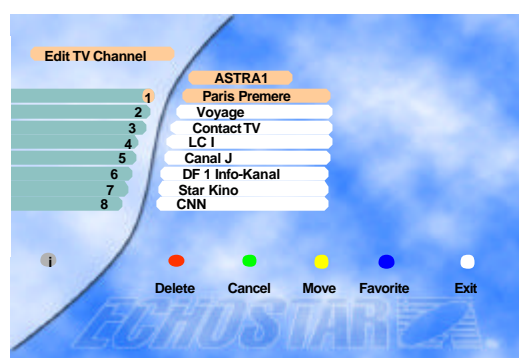 Edit TV Channel
ASTRA1
1 Paris Premere
2 Voyage
3 Contact TV
4 LC I
5 Canal J
6 DF 1 Info-Kanal
7 Star Kino
8 CNN
i
Delete Cancel Move Favorite Exit
ECHOSTAR